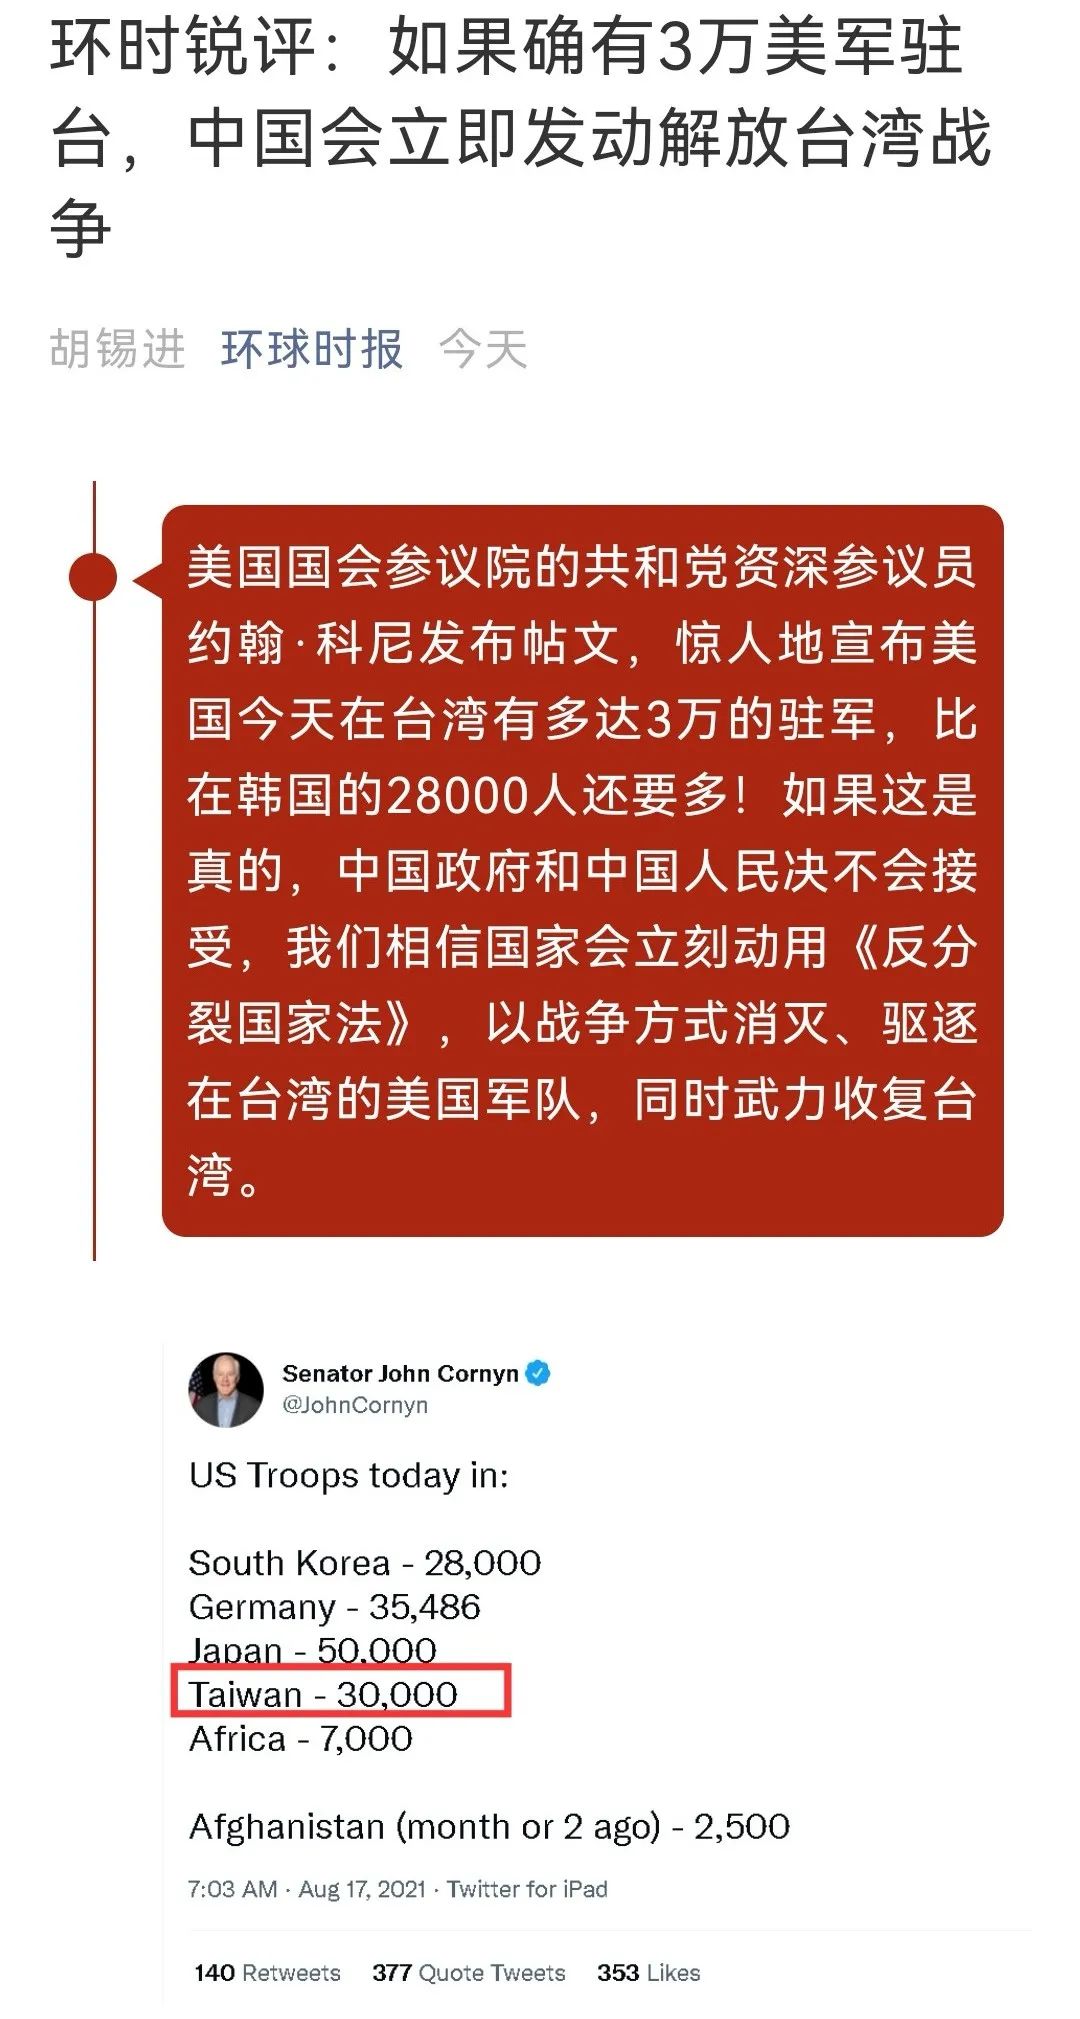 环时锐评：如果确有3万美军驻
台，中国会立即发动解放台湾战
争
胡锡进 环球时报 今天
美国国会参议院的共和党资深参议员
约翰·科尼发布帖文，惊人地宣布美
国今天在台湾有多达3万的驻军，比
在韩国的28000人还要多！如果这是
真的，中国政府和中国人民决不会接
受，我们相信国家会立刻动用《反分
裂国家法》，以战争方式消灭、驱逐
在台湾的美国军队，同时武力收复台
湾。
Senator John Cornyn
@JohnCornyn
US Troops today in:
South Korea - 28,000
Germany - 35,486
Japan - 50,000
Taiwan - 30,000
Africa - 7,000
Afghanistan (month or 2 ago) - 2,500
7:03 AM · Aug 17, 2021 · Twitter for iPad
140 Retweets 377 Quote Tweets 353 Likes